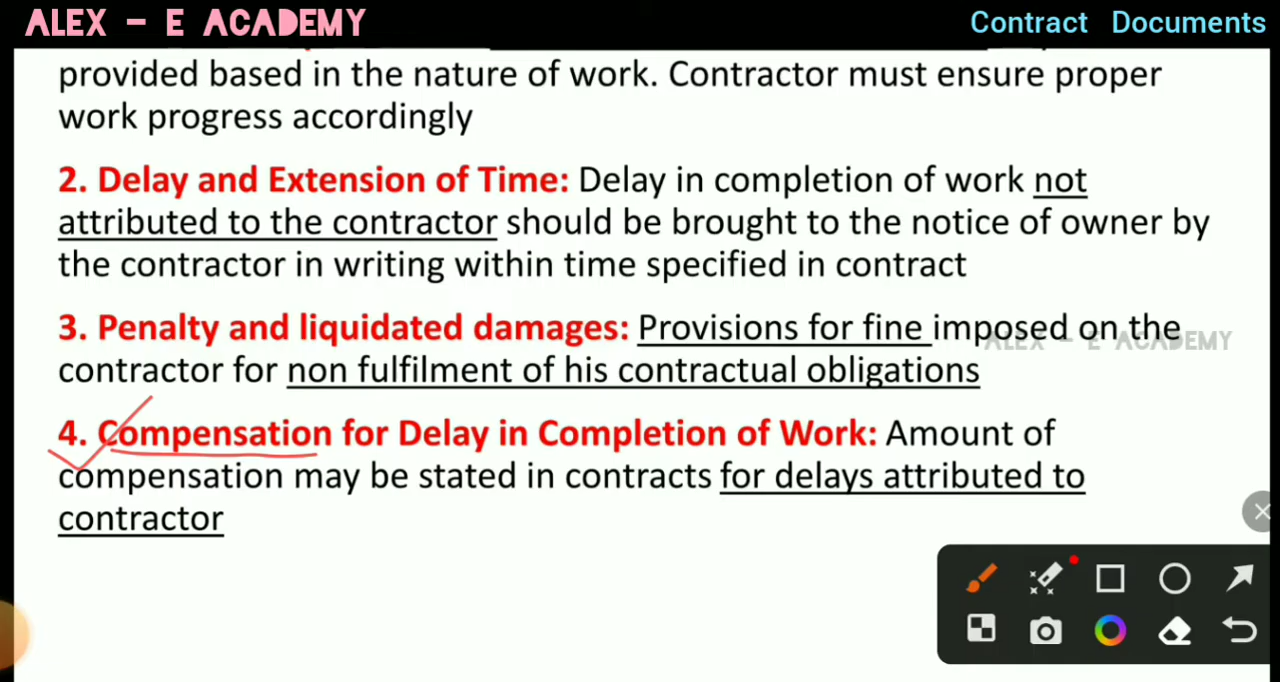 ALEX - E ACADEMY
Contract Documents
provided based in the nature of work. Contractor must ensure proper
work progress accordingly
2. Delay and Extension of Time: Delay in completion of work not
attributed to the contractor should be brought to the notice of owner by
the contractor in writing within time specified in contract
3. Penalty and liquidated damages: Provisions for fine imposed on the
ALEX - E ACADEMY
contractor for non fulfilment of his contractual obligations
4. Compensation for Delay in Completion of Work: Amount of
compensation may be stated in contracts for delays attributed to
contractor